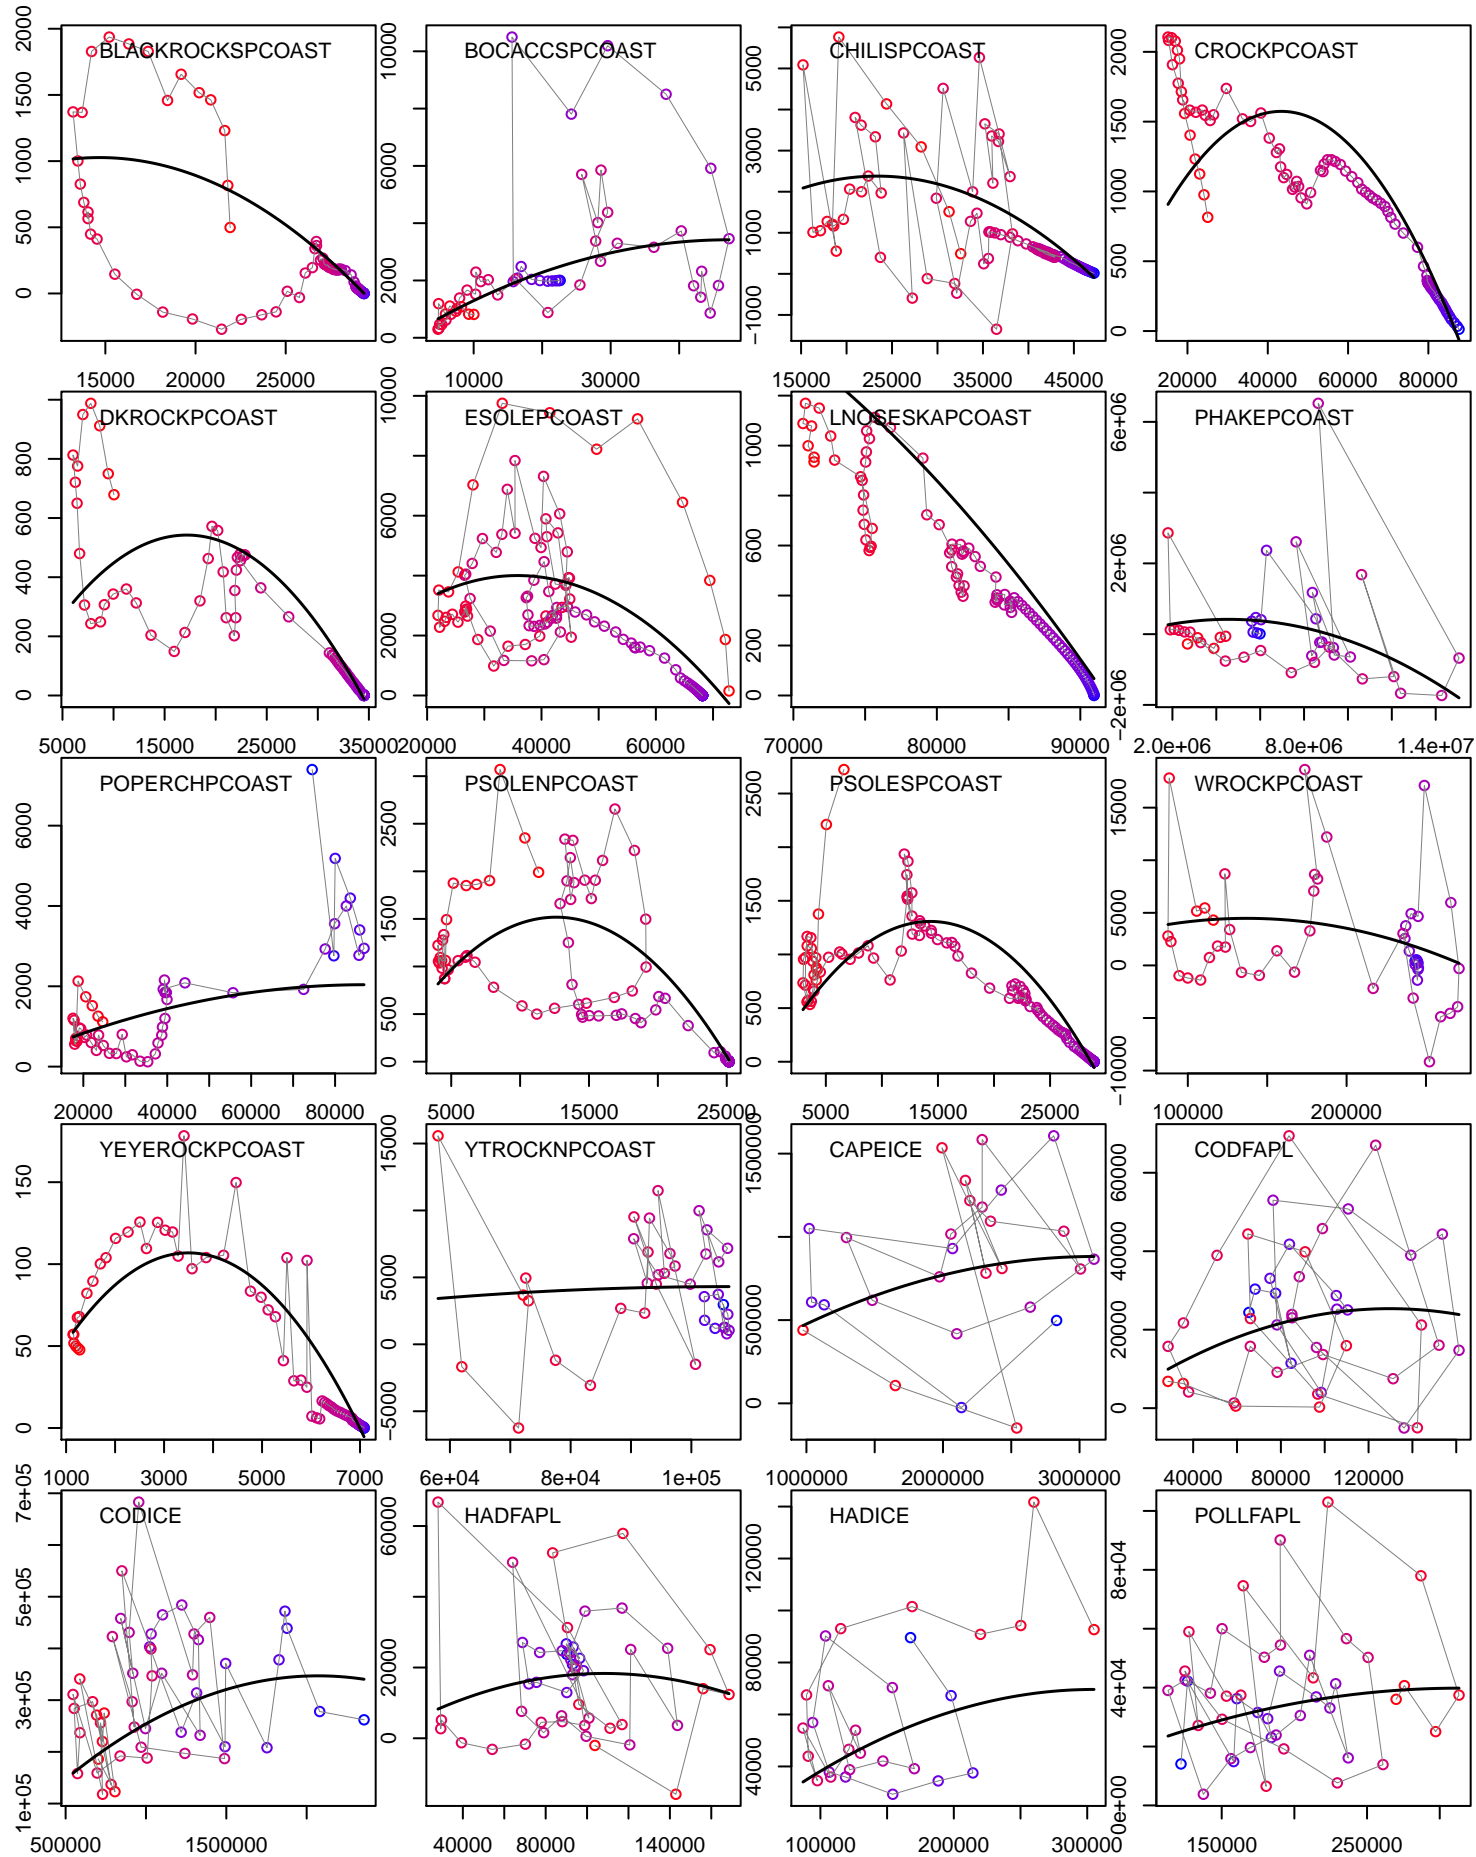 BLACKROCKSPCOAST
0 500 1000 1500 2000
15000 20000 25000
BOCACCSPCOAST
0 2000 6000 10000
10000 30000
CHILISPCOAST
−1000 1000 3000 5000
15000 25000 35000 45000
CROCKPCOAST
0 500 1000 1500 2000
20000 40000 60000 80000
DKROCKPCOAST
0 200 400 600 800
5000 15000 25000 35000
ESOLEPCOAST
0 2000 6000 10000
20000 40000 60000
LNOSESKAPCOAST
0 200 600 1000
70000 80000 90000
PHAKEPCOAST
−2e+06 2e+06 6e+06
2.0e+06 8.0e+06 1.4e+07
POPERCHPCOAST
0 2000 4000 6000
20000 40000 60000 80000
PSOLENPCOAST
0 500 1500 2500
5000 15000 25000
PSOLESPCOAST
0 500 1500 2500
5000 15000 25000
WROCKPCOAST
−10000 0 5000 15000
100000 200000
YEYEROCKPCOAST
0 50 100 150
1000 3000 5000 7000
YTROCKNPCOAST
−5000 0 5000 15000
6e+04 8e+04 1e+05
CAPEICE
0 500000 1500000
1000000 2000000 3000000
CODFAPL
0 20000 40000 60000
40000 80000 120000
CODICE
1e+05 3e+05 5e+05 7e+05
500000 1500000
HADFAPL
0 20000 60000
40000 80000 140000
HADICE
40000 80000 120000
100000 200000 300000
POLLFAPL
0e+00 4e+04 8e+04
150000 250000